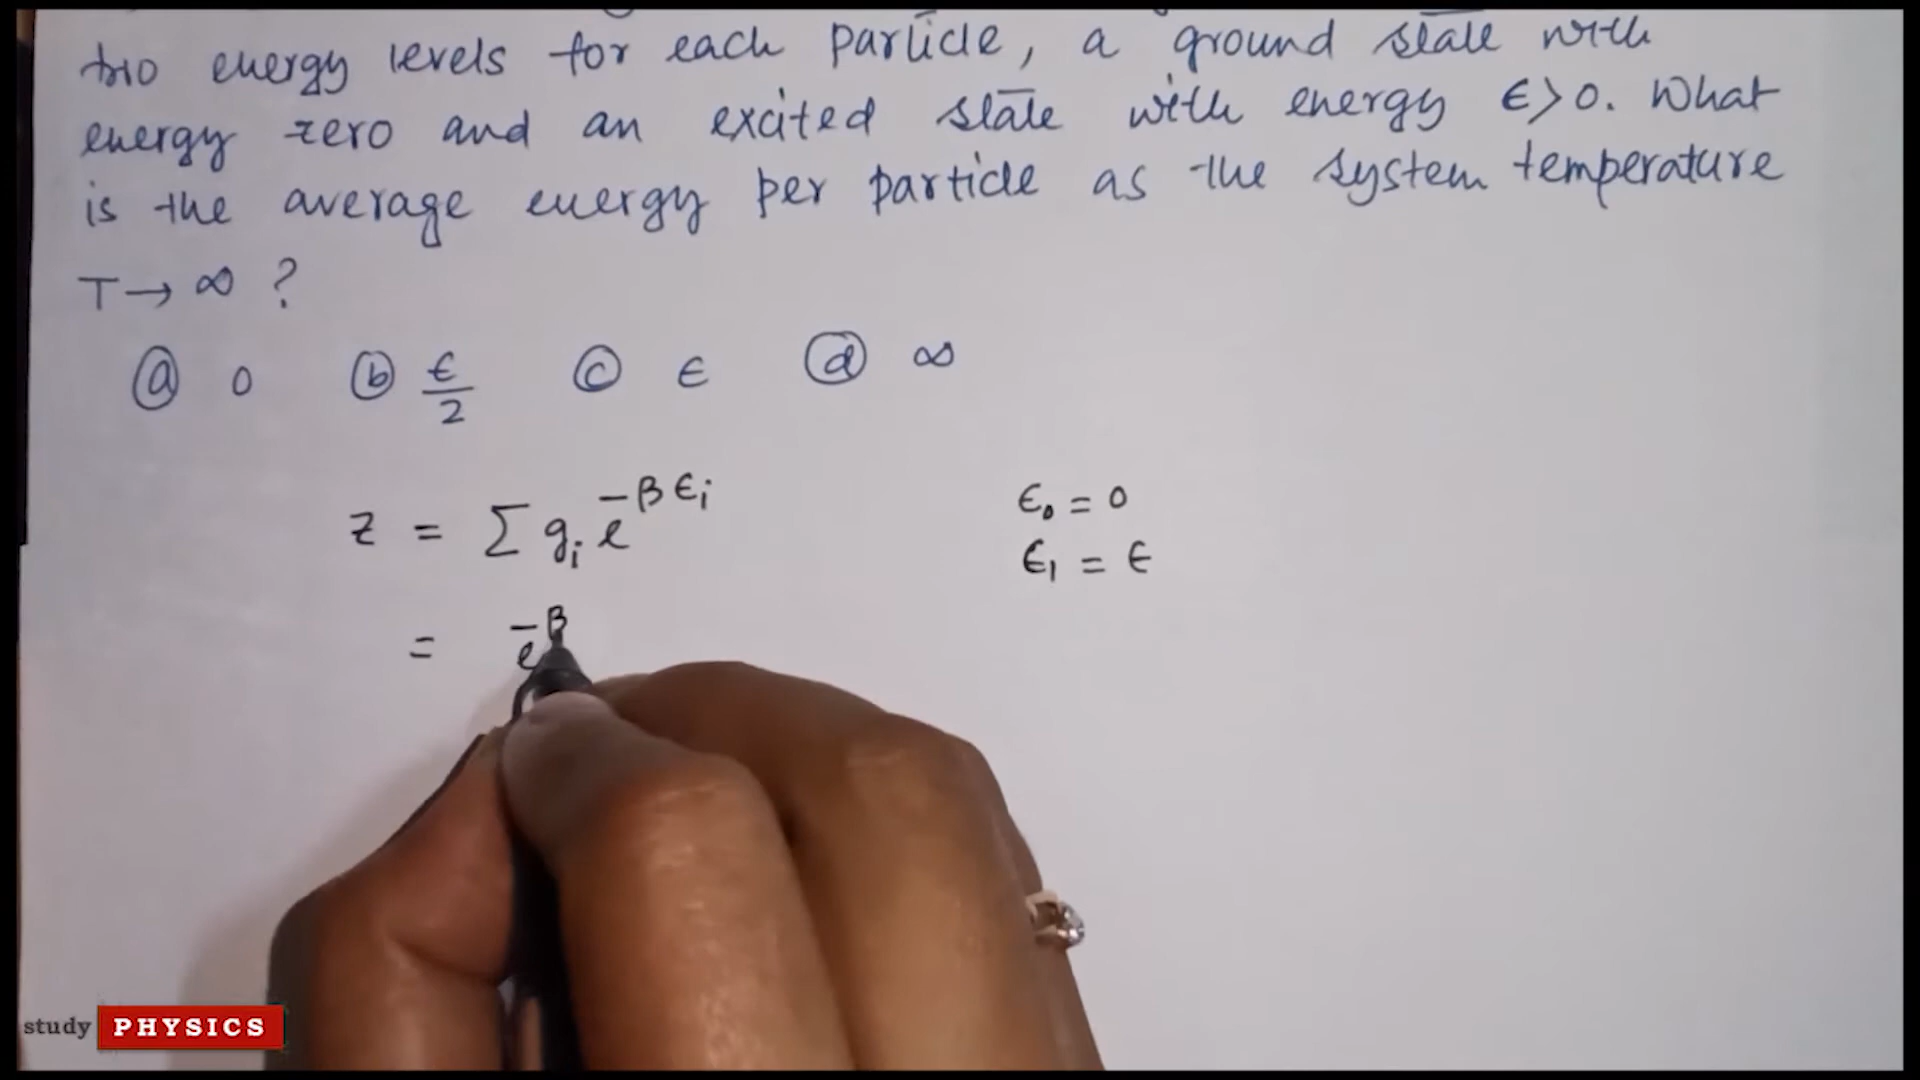 two energy levels for each particle, a ground state with
energy zero and an excited state with energy ϵ>0. What
is the average energy per particle as the system temperature
T→ ∞ ?
ⓐ 0 ⓑ ϵ/2 ⓒ ϵ ⓓ ∞
z = Σ gᵢ e^{-βϵᵢ}
ϵ₀ = 0
ϵ₁ = ϵ
= e^{-β}
study PHYSICS